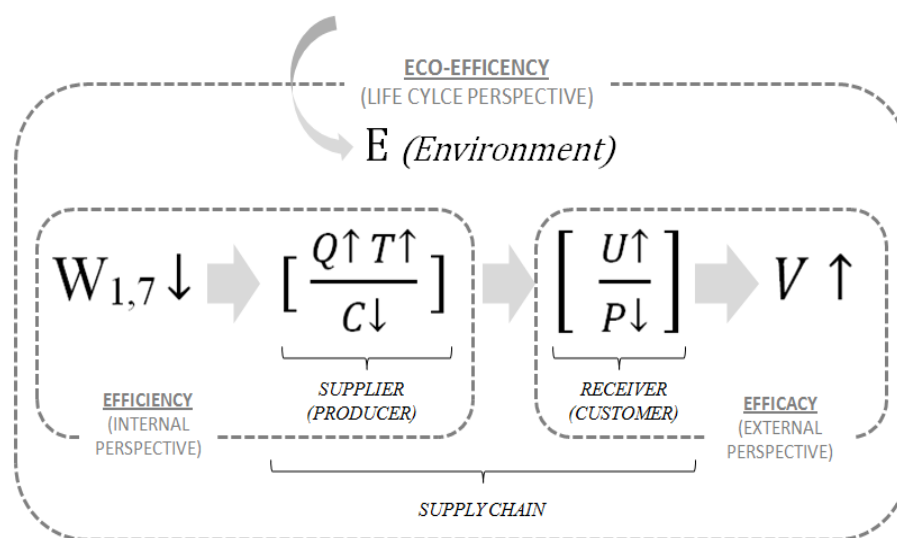 ECO-EFFICENCY
(LIFE CYLCE PERSPECTIVE)
E (Environment)
W1,7↓ [ Q↑ T↑ / C↓ ] [ U↑ / P↓ ] V ↑
SUPPLIER
(PRODUCER)
RECEIVER
(CUSTOMER)
EFFICIENCY
(INTERNAL
PERSPECTIVE)
EFFICACY
(EXTERNAL
PERSPECTIVE)
SUPPLY CHAIN